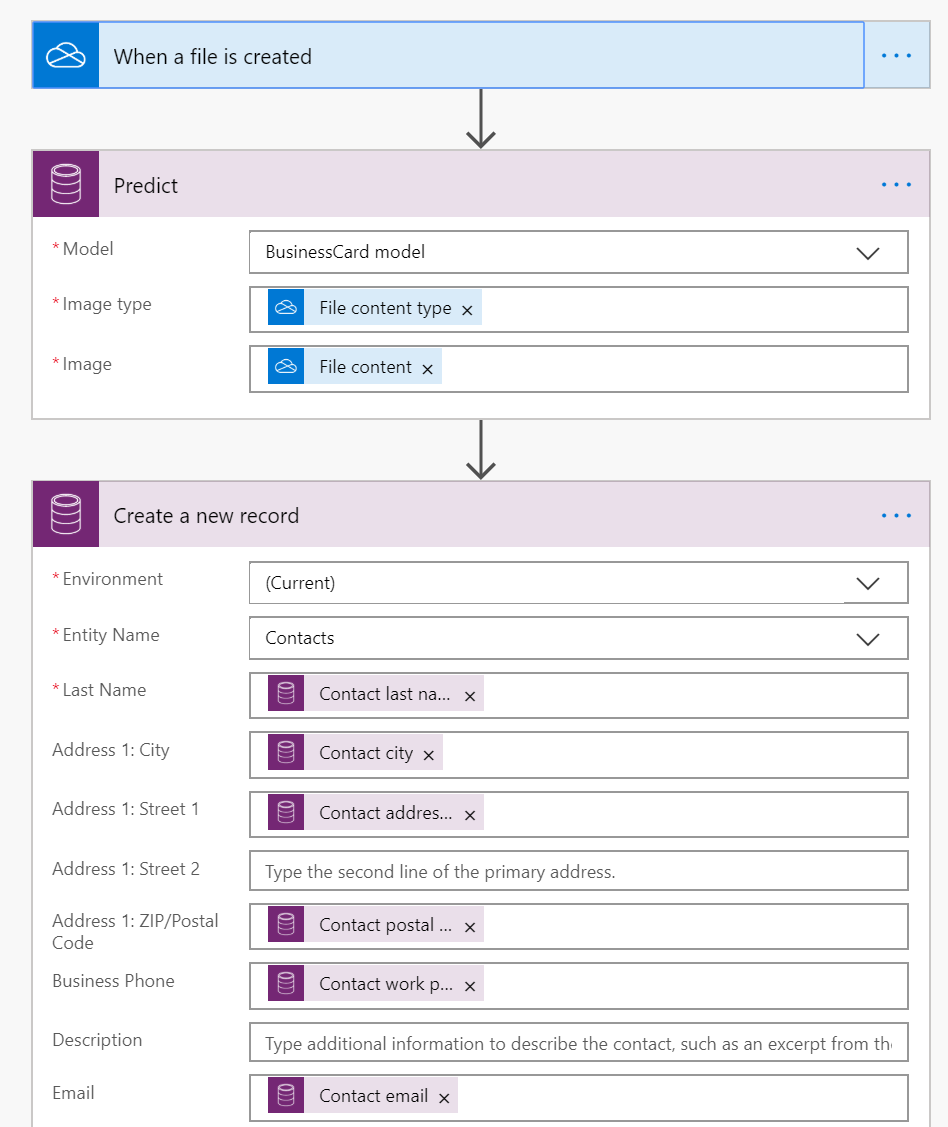 When a file is created
Predict
* Model
BusinessCard model
* Image type
File content type ×
* Image
File content ×
Create a new record
* Environment
(Current)
* Entity Name
Contacts
* Last Name
Contact last na... ×
Address 1: City
Contact city ×
Address 1: Street 1
Contact addres... ×
Address 1: Street 2
Type the second line of the primary address.
Address 1: ZIP/Postal
Code
Contact postal ... ×
Business Phone
Contact work p... ×
Description
Type additional information to describe the contact, such as an excerpt from the
Email
Contact email ×